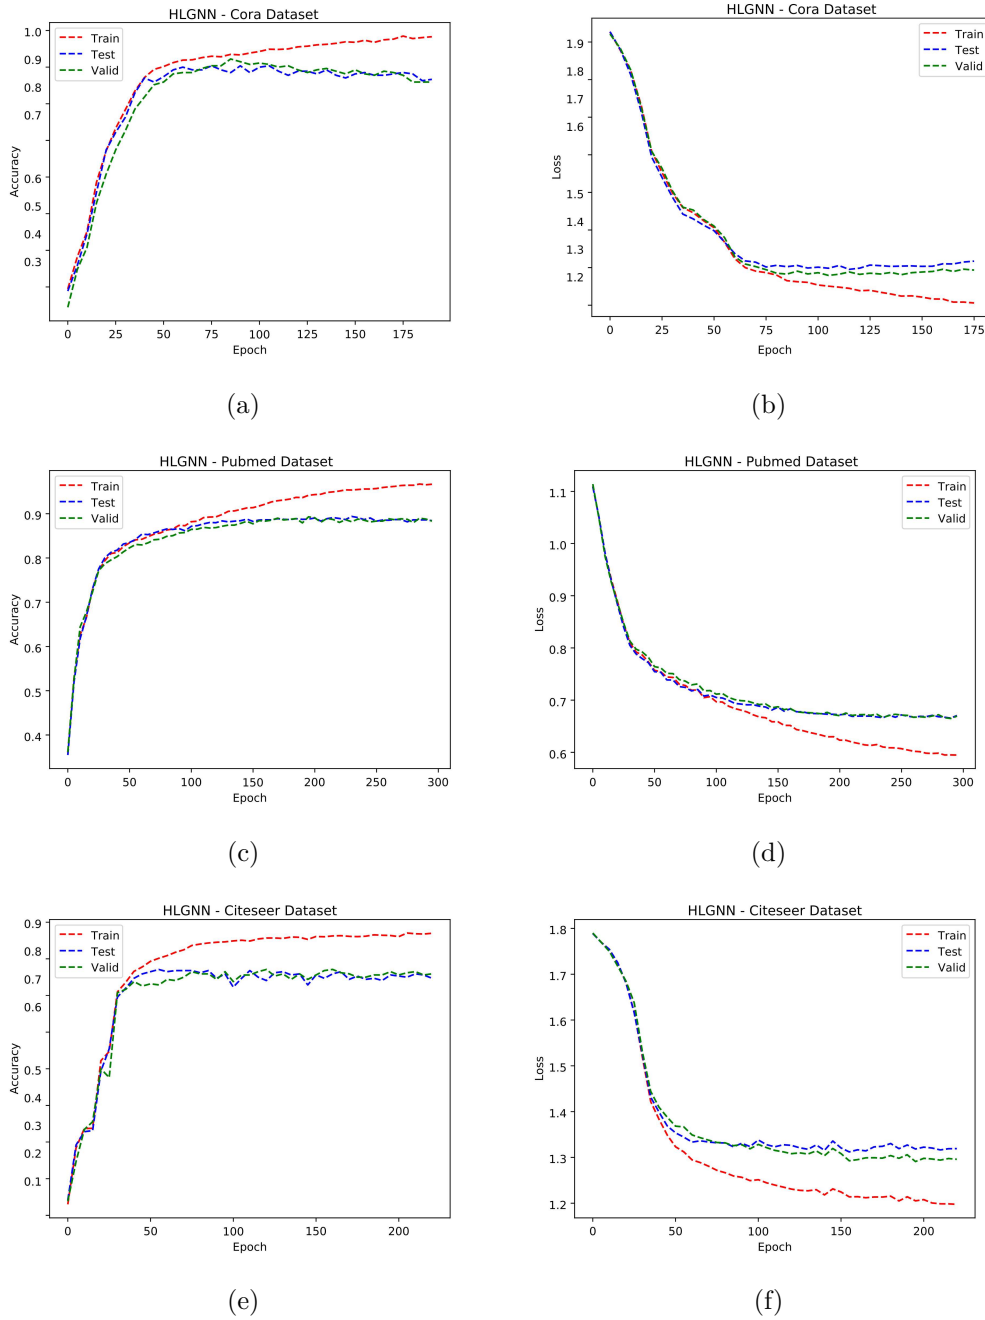 HLGNN - Cora Dataset
1.0
0.9
0.8
0.7
0.6
0.5
0.4
0.3
Accuracy
Train
Test
Valid
0 25 50 75 100 125 150 175
Epoch
(a)
HLGNN - Cora Dataset
1.9
1.8
1.7
1.6
1.5
1.4
1.3
1.2
Loss
Train
Test
Valid
0 25 50 75 100 125 150 175
Epoch
(b)
HLGNN - Pubmed Dataset
0.9
0.8
0.7
0.6
0.5
0.4
Accuracy
Train
Test
Valid
0 50 100 150 200 250 300
Epoch
(c)
HLGNN - Pubmed Dataset
1.1
1.0
0.9
0.8
0.7
0.6
Loss
Train
Test
Valid
0 50 100 150 200 250 300
Epoch
(d)
HLGNN - Citeseer Dataset
0.9
0.8
0.7
0.6
0.5
0.4
0.3
0.2
0.1
Accuracy
Train
Test
Valid
0 50 100 150 200
Epoch
(e)
HLGNN - Citeseer Dataset
1.8
1.7
1.6
1.5
1.4
1.3
1.2
Loss
Train
Test
Valid
0 50 100 150 200
Epoch
(f)